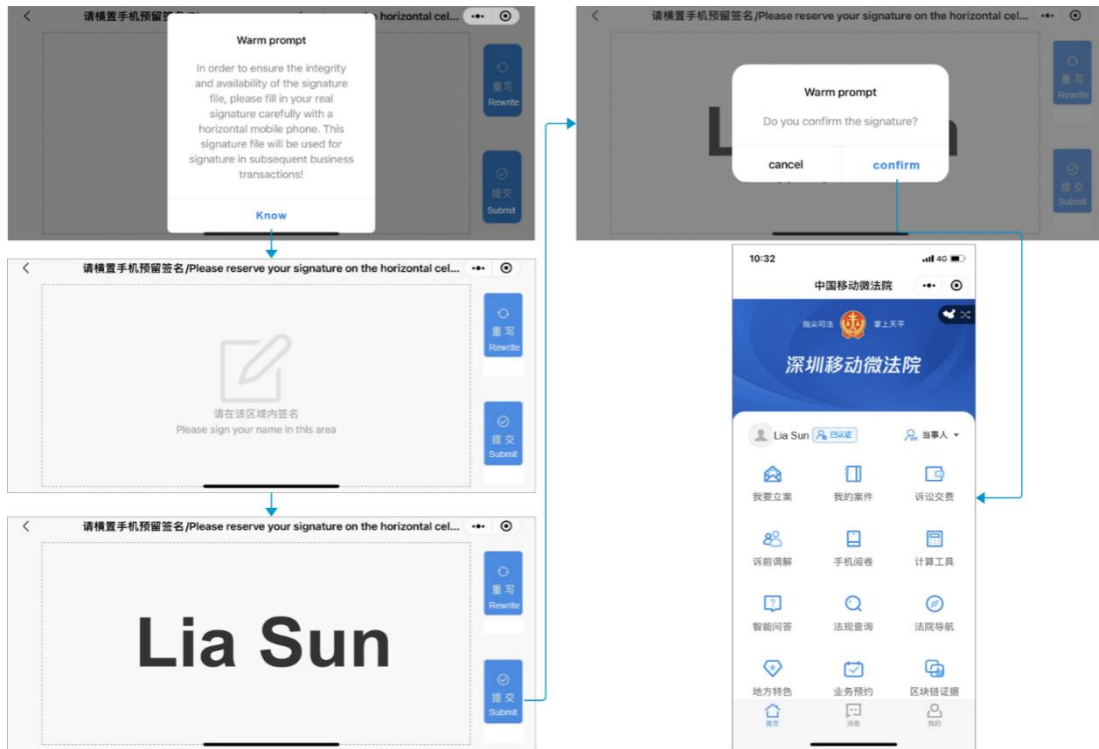 请横置手机预留签
horizontal cel...
Warm prompt
In order to ensure the integrity
and availability of the signature
file, please fill in your real
signature carefully with a
horizontal mobile phone. This
signature file will be used for
signature in subsequent business
transactions!
Know
重写
Rewrite
提交
Submit
请横置手机预留签名/Please reserve your signature on the horizontal cel...
请在该区域内签名
Please sign your name in this area
重写
Rewrite
提交
Submit
请横置手机预留签名/Please reserve your signature on the horizontal cel...
Lia Sun
重写
Rewrite
提交
Submit
请横置手机预留签名/Please reserve your signature on the horizontal cel...
Warm prompt
Do you confirm the signature?
cancel confirm
重写
Rewrite
提交
Submit
10:32 4G
中国移动微法院
指尖司法 掌上天平
深圳移动微法院
Lia Sun 已认证 当事人
我要立案 我的案件 诉讼交费
诉前调解 手机阅卷 计算工具
智能问答 法规查询 法院导航
地方特色 业务预约 区块链证据
首页 消息 我的